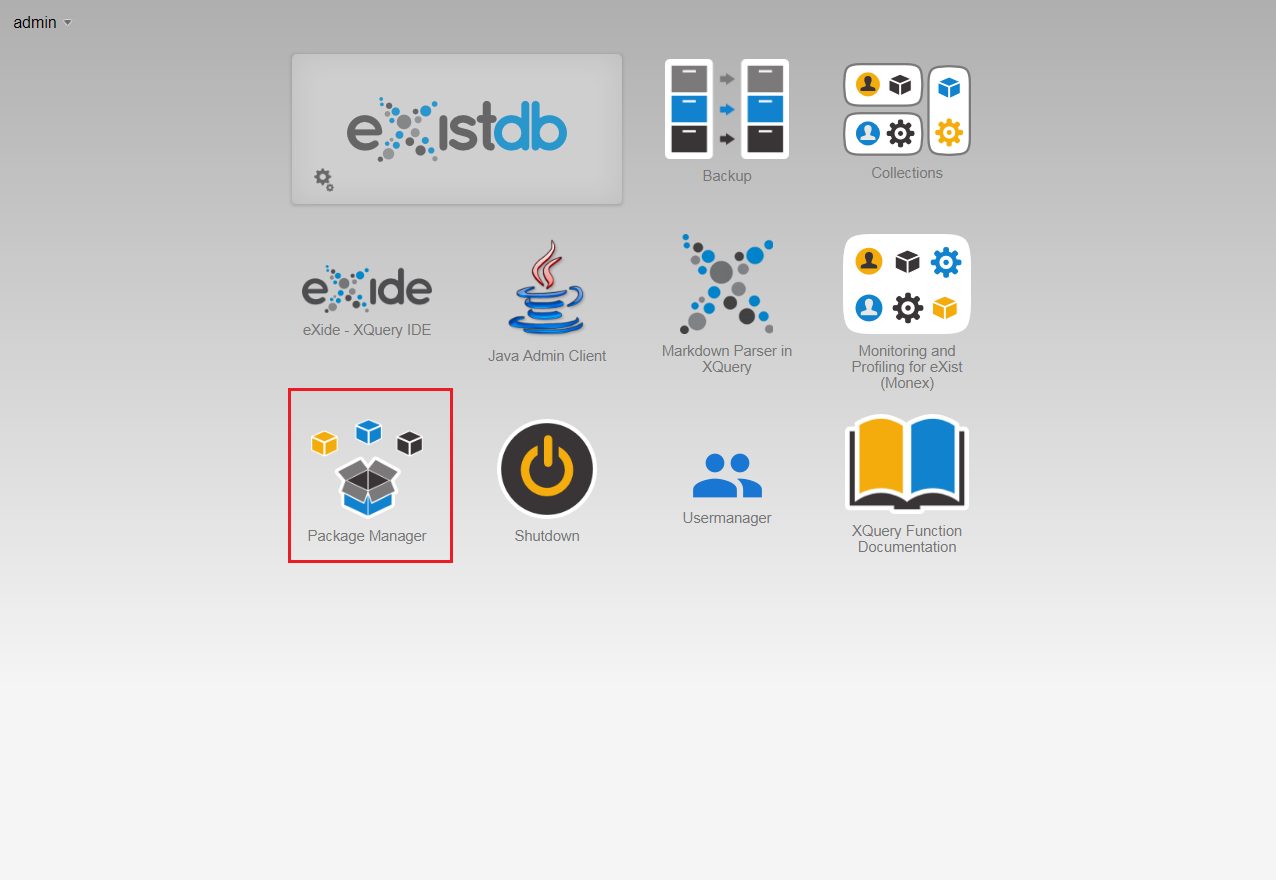 admin
eXistdb
Backup
Collections
eXide
eXide - XQuery IDE
Java Admin Client
Markdown Parser in
XQuery
Monitoring and
Profiling for eXist
(Monex)
Package Manager
Shutdown
Usermanager
XQuery Function
Documentation